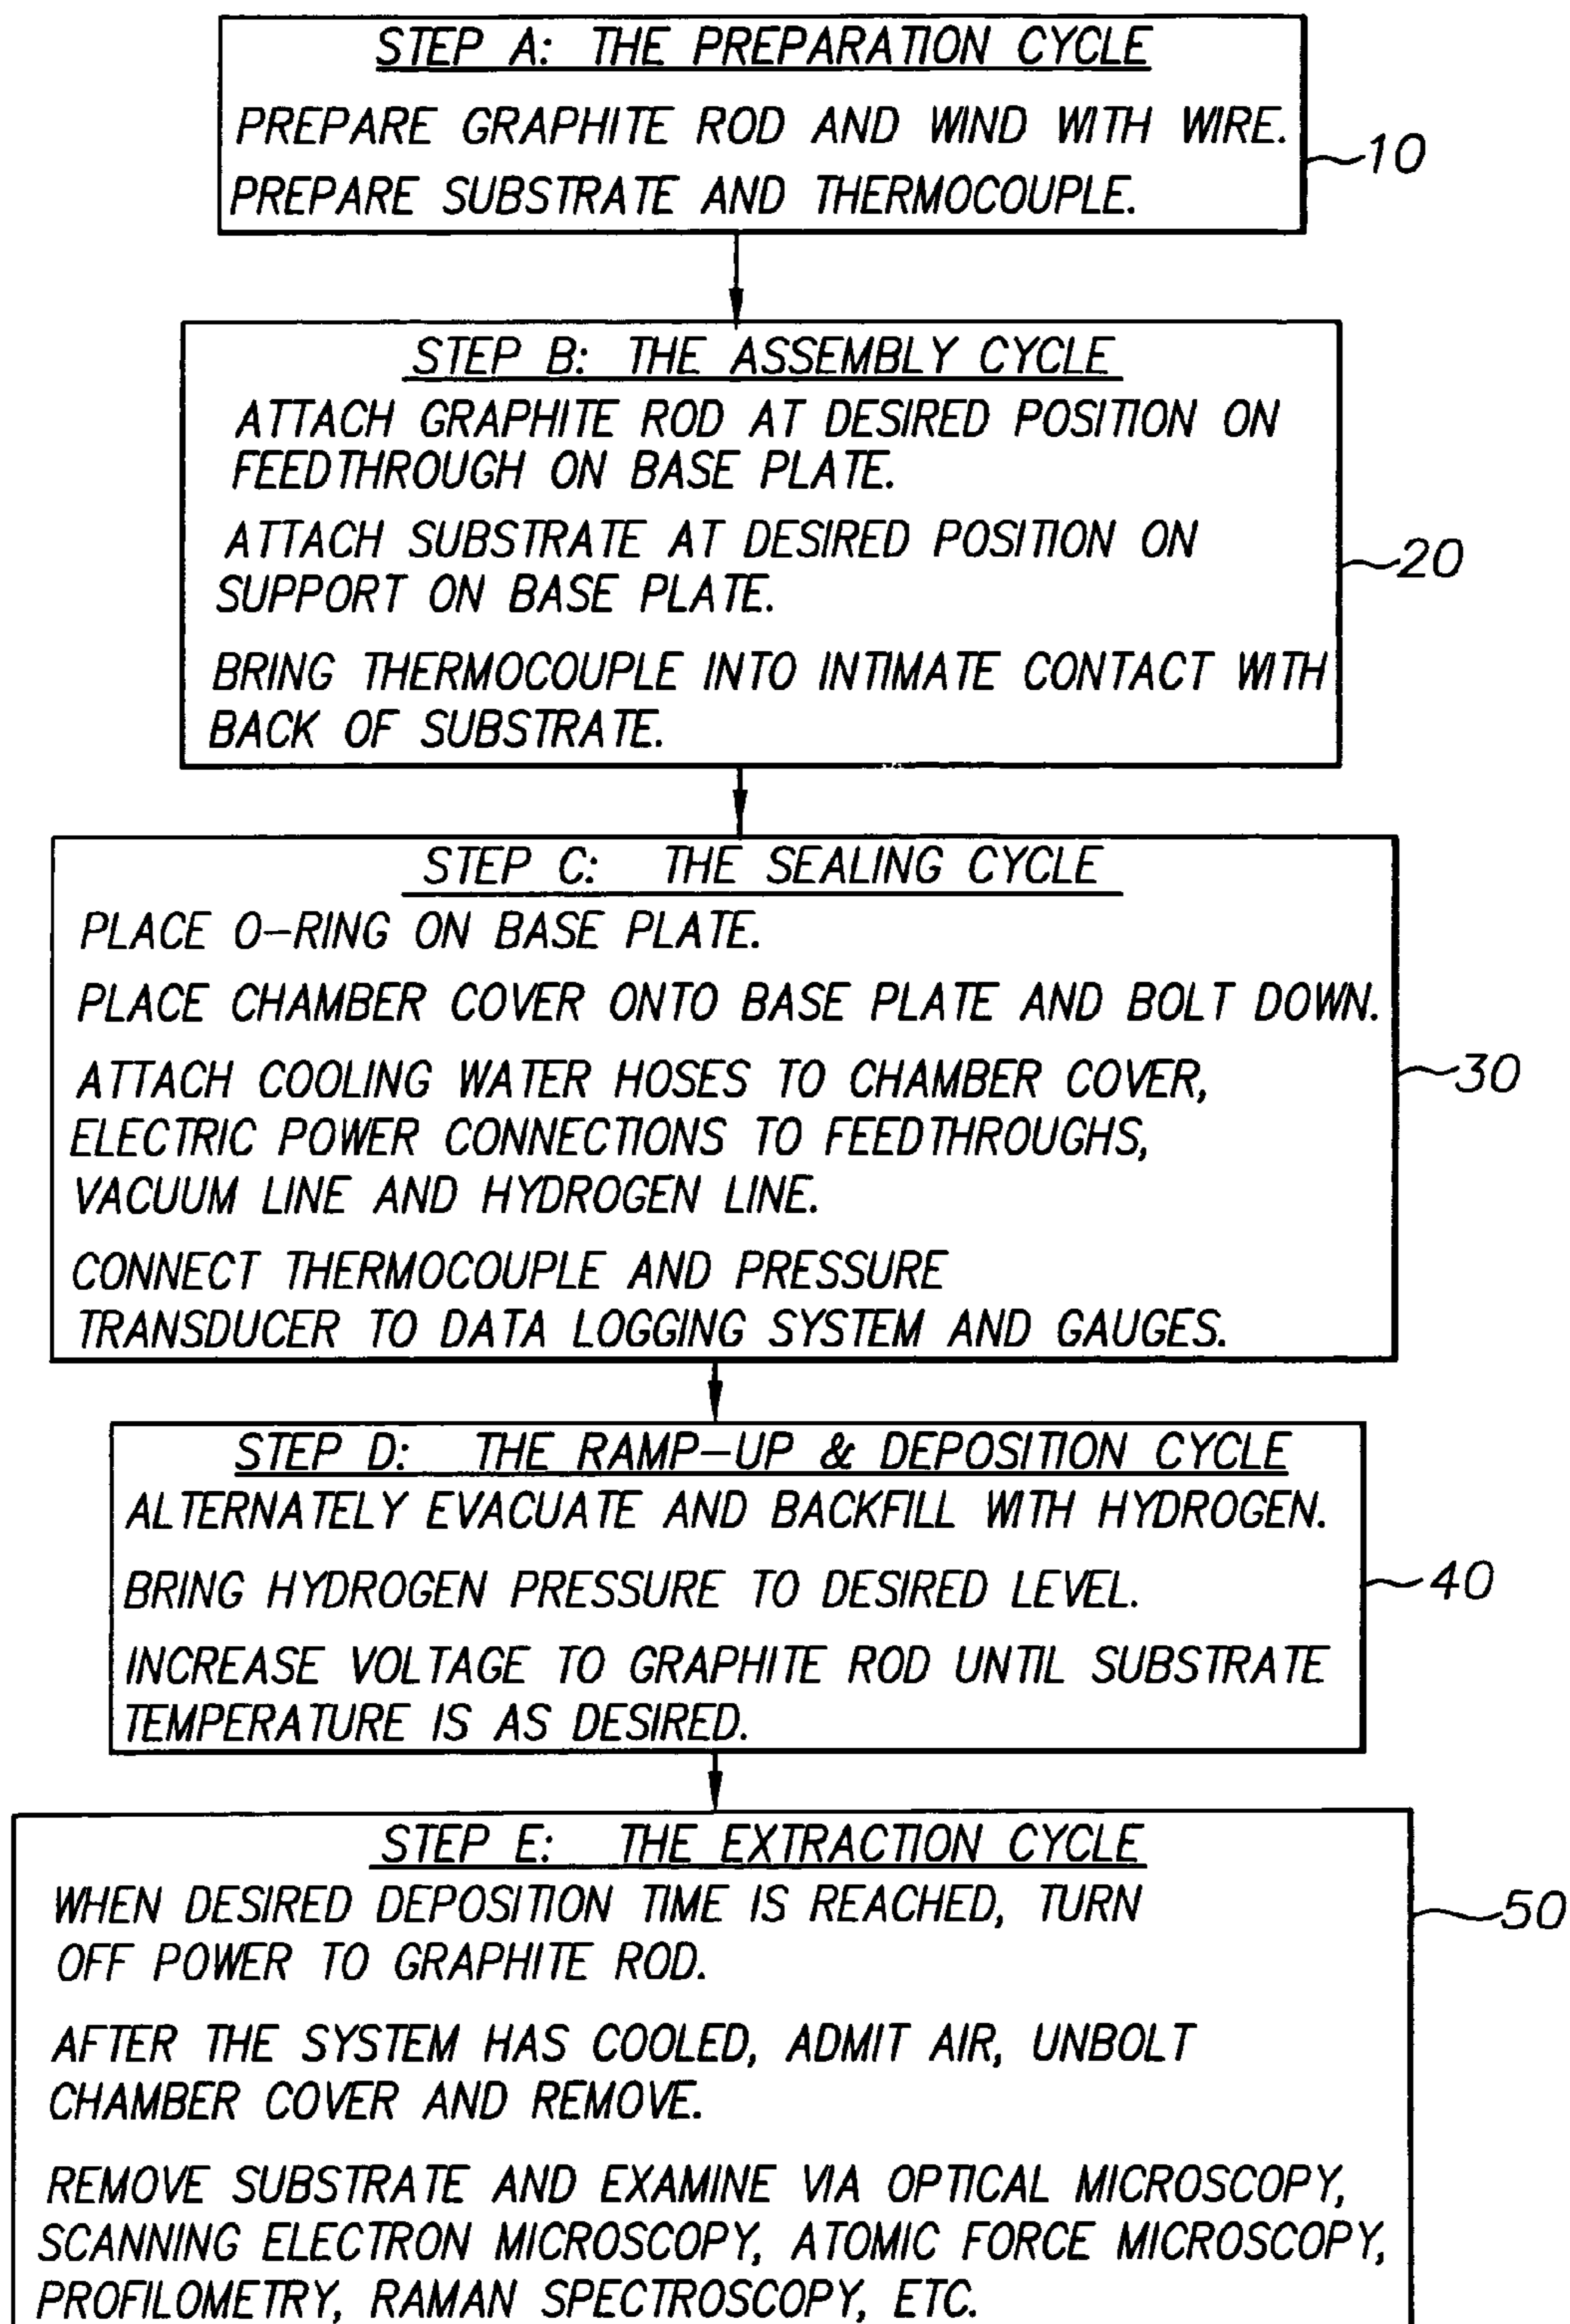 STEP A: THE PREPARATION CYCLE
PREPARE GRAPHITE ROD AND WIND WITH WIRE.
PREPARE SUBSTRATE AND THERMOCOUPLE.
10
STEP B: THE ASSEMBLY CYCLE
ATTACH GRAPHITE ROD AT DESIRED POSITION ON
FEEDTHROUGH ON BASE PLATE.
ATTACH SUBSTRATE AT DESIRED POSITION ON
SUPPORT ON BASE PLATE.
BRING THERMOCOUPLE INTO INTIMATE CONTACT WITH
BACK OF SUBSTRATE.
20
STEP C: THE SEALING CYCLE
PLACE O-RING ON BASE PLATE.
PLACE CHAMBER COVER ONTO BASE PLATE AND BOLT DOWN.
ATTACH COOLING WATER HOSES TO CHAMBER COVER,
ELECTRIC POWER CONNECTIONS TO FEEDTHROUGHS,
VACUUM LINE AND HYDROGEN LINE.
CONNECT THERMOCOUPLE AND PRESSURE
TRANSDUCER TO DATA LOGGING SYSTEM AND GAUGES.
30
STEP D: THE RAMP-UP & DEPOSITION CYCLE
ALTERNATELY EVACUATE AND BACKFILL WITH HYDROGEN.
BRING HYDROGEN PRESSURE TO DESIRED LEVEL.
INCREASE VOLTAGE TO GRAPHITE ROD UNTIL SUBSTRATE
TEMPERATURE IS AS DESIRED.
40
STEP E: THE EXTRACTION CYCLE
WHEN DESIRED DEPOSITION TIME IS REACHED, TURN
OFF POWER TO GRAPHITE ROD.
AFTER THE SYSTEM HAS COOLED, ADMIT AIR, UNBOLT
CHAMBER COVER AND REMOVE.
REMOVE SUBSTRATE AND EXAMINE VIA OPTICAL MICROSCOPY,
SCANNING ELECTRON MICROSCOPY, ATOMIC FORCE MICROSCOPY,
PROFILOMETRY, RAMAN SPECTROSCOPY, ETC.
50